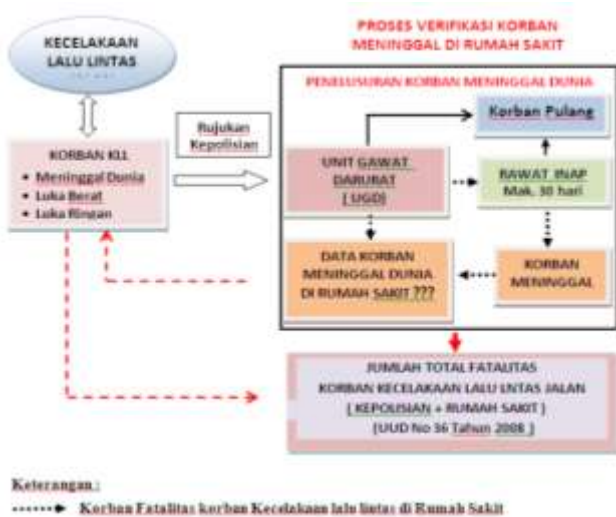 PROSES VERIFIKASI KORBAN
MENINGGAL DI RUMAH SAKIT
KECELAKAAN
LALU LINTAS
PENELUSURAN KORBAN MENINGGAL DUNIA
Korban Pulang
Rujukan
Kepolisian
KORBAN KLL
• Meninggal Dunia
• Luka Berat
• Luka Ringan
UNIT GAWAT
DARURAT
( UGD)
RAWAT INAP
Mak. 30 hari
DATA KORBAN
MENINGGAL DUNIA
DI RUMAH SAKIT ???
KORBAN
MENINGGAL
JUMLAH TOTAL FATALITAS
KORBAN KECELAKAAN LALU LINTAS JALAN
( KEPOLISIAN + RUMAH SAKIT )
(UUD No 36 Tahun 2008 )
Keterangan :
Korban Fatalitas korban Kecelakaan lalu lintas di Rumah Sakit